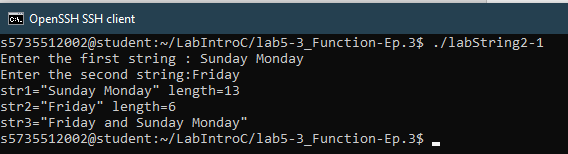 OpenSSH SSH client
s5735512002@student:~/LabIntroC/lab5-3_Function-Ep.3$ ./labString2-1
Enter the first string : Sunday Monday
Enter the second string:Friday
str1="Sunday Monday" length=13
str2="Friday" length=6
str3="Friday and Sunday Monday"
s5735512002@student:~/LabIntroC/lab5-3_Function-Ep.3$